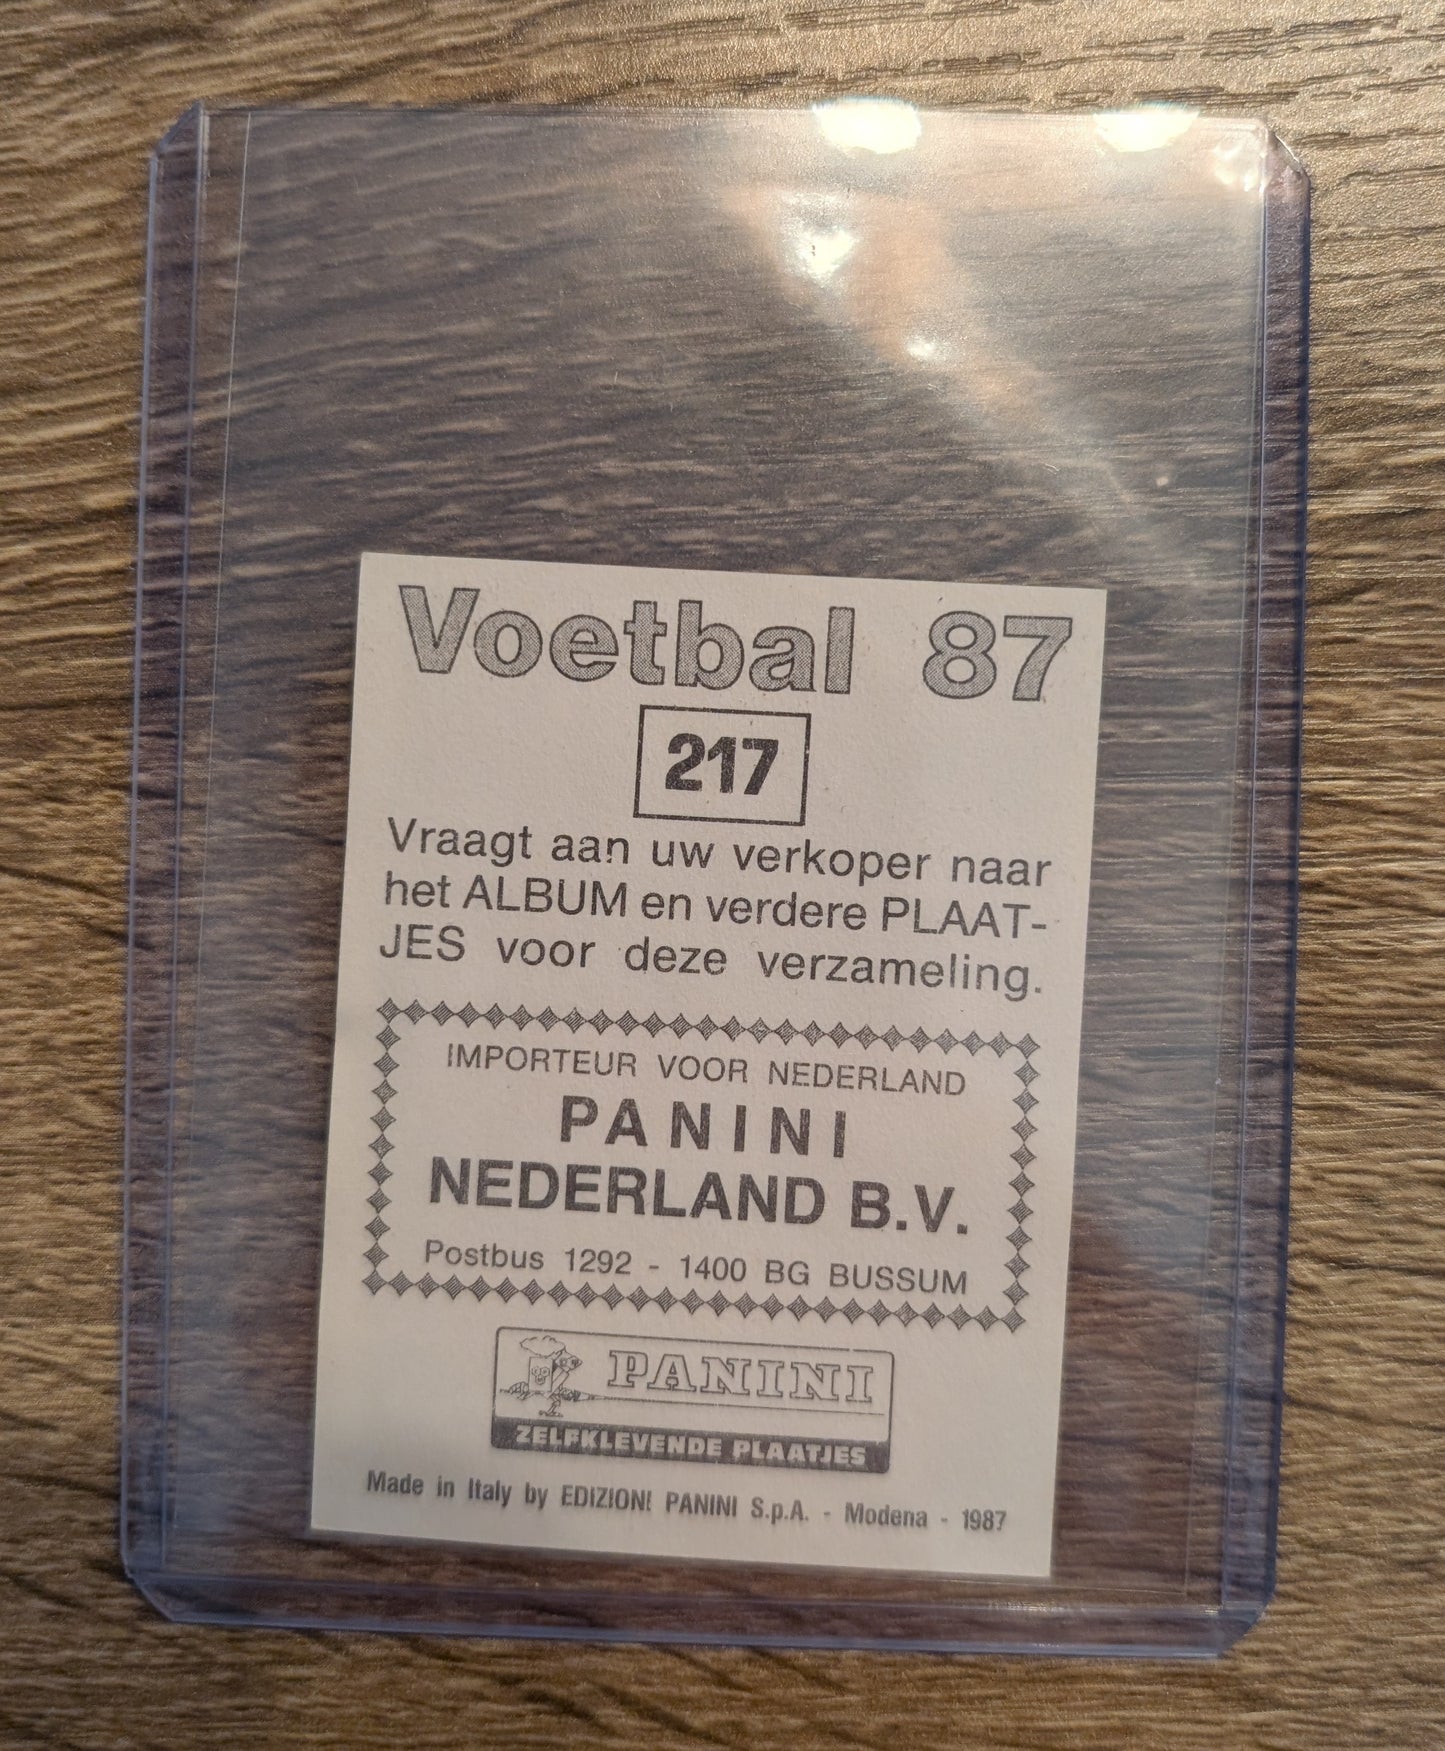 Voetbal 87
217
Vraagt aan uw verkoper naar
het ALBUM en verdere PLAAT-
JES voor deze verzameling.
IMPORTEUR VOOR NEDERLAND
PANINI
NEDERLAND B.V.
Postbus 1292 - 1400 BG BUSSUM
PANINI
ZELFKLEVENDE PLAATJES
Made in Italy by EDIZIONI PANINI S.p.A. - Modena - 1987